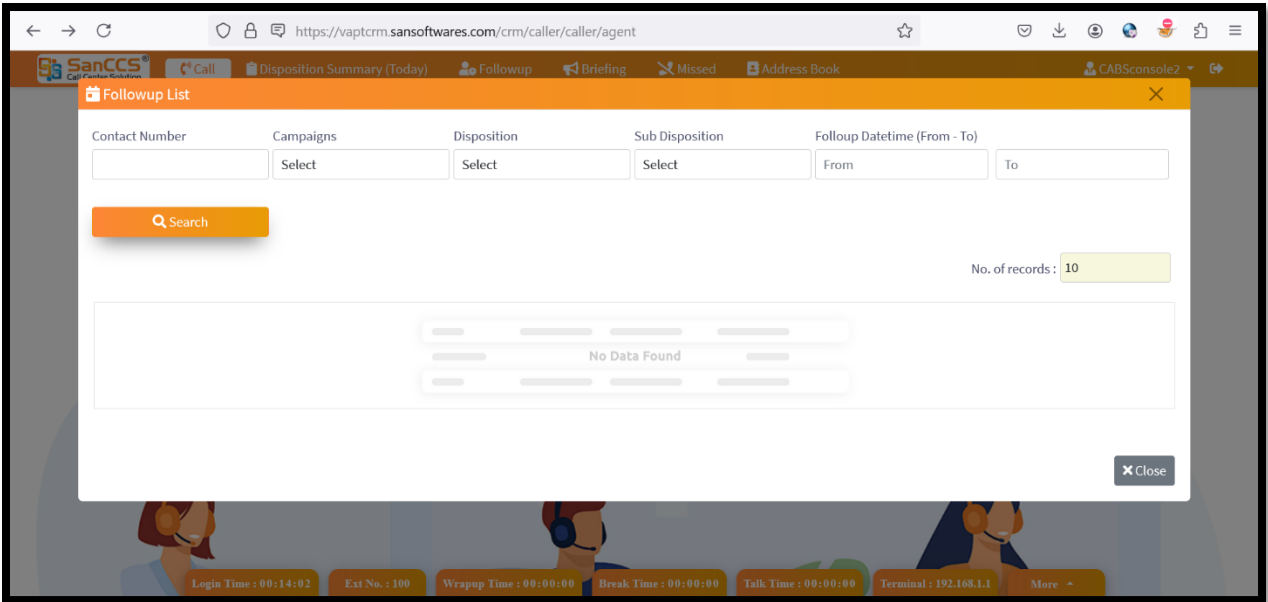 https://vaptcrm.sansoftwares.com/crm/caller/caller/agent
SanCCS® Call Disposition Summary (Today) Followup Briefing Missed Address Book CABSconsole2
Call Center Solution
Followup List
Contact Number Campaigns Disposition Sub Disposition Folloup Datetime (From - To)
Select Select Select From To
Search
No. of records : 10
No Data Found
Close
Login Time : 00:14:02 Ext No. : 100 Wrapup Time : 00:00:00 Break Time : 00:00:00 Talk Time : 00:00:00 Terminal : 192.168.1.1 More